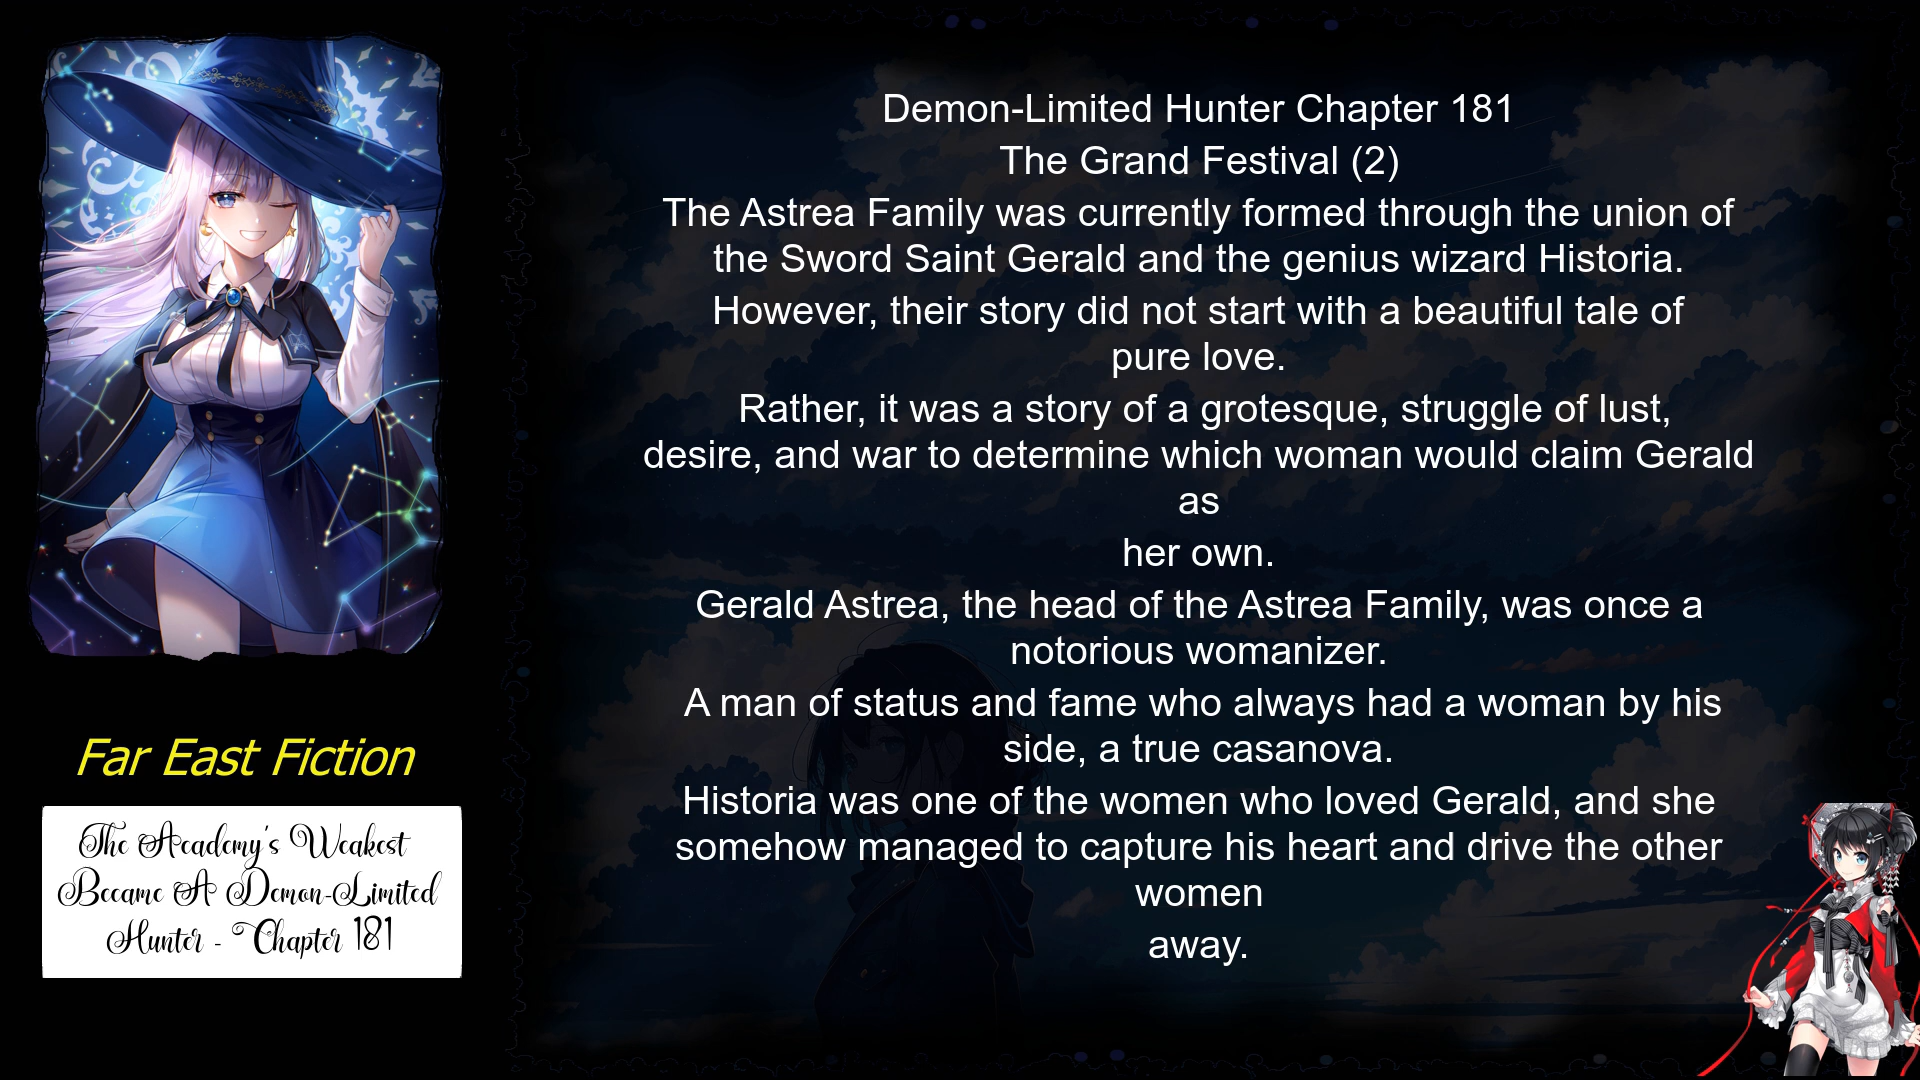 Demon-Limited Hunter Chapter 181
The Grand Festival (2)
The Astrea Family was currently formed through the union of
the Sword Saint Gerald and the genius wizard Historia.
However, their story did not start with a beautiful tale of
pure love.
Rather, it was a story of a grotesque, struggle of lust,
desire, and war to determine which woman would claim Gerald
as
her own.
Gerald Astrea, the head of the Astrea Family, was once a
notorious womanizer.
A man of status and fame who always had a woman by his
side, a true casanova.
Historia was one of the women who loved Gerald, and she
somehow managed to capture his heart and drive the other
women
away.
Far East Fiction
The Academy's Weakest
Became A Demon-Limited
Hunter - Chapter 181